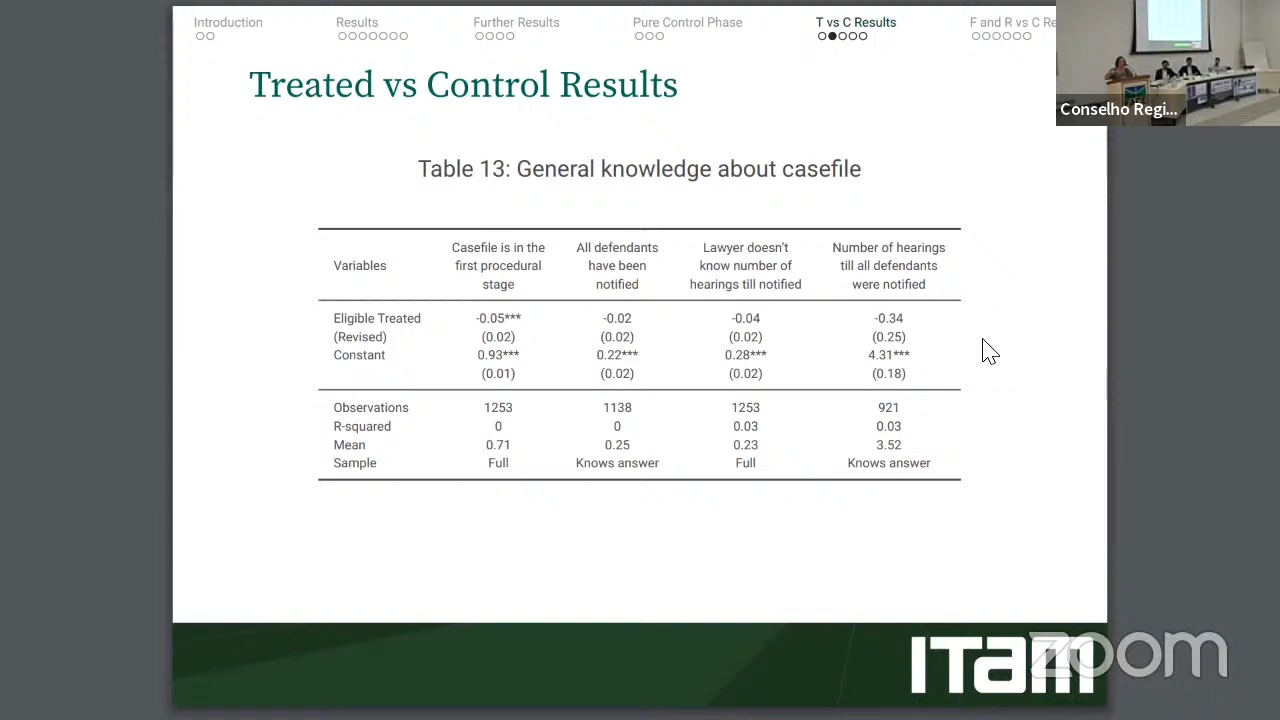 Introduction Results Further Results Pure Control Phase T vs C Results F and R vs C Re
Treated vs Control Results
Conselho Regi...
Table 13: General knowledge about casefile
Variables
Casefile is in the
first procedural
stage
All defendants
have been
notified
Lawyer doesn't
know number of
hearings till notified
Number of hearings
till all defendants
were notified
Eligible Treated -0.05*** -0.02 -0.04 -0.34
(Revised) (0.02) (0.02) (0.02) (0.25)
Constant 0.93*** 0.22*** 0.28*** 4.31***
(0.01) (0.02) (0.02) (0.18)
Observations 1253 1138 1253 921
R-squared 0 0 0.03 0.03
Mean 0.71 0.25 0.23 3.52
Sample Full Knows answer Full Knows answer
ITAM
zoom